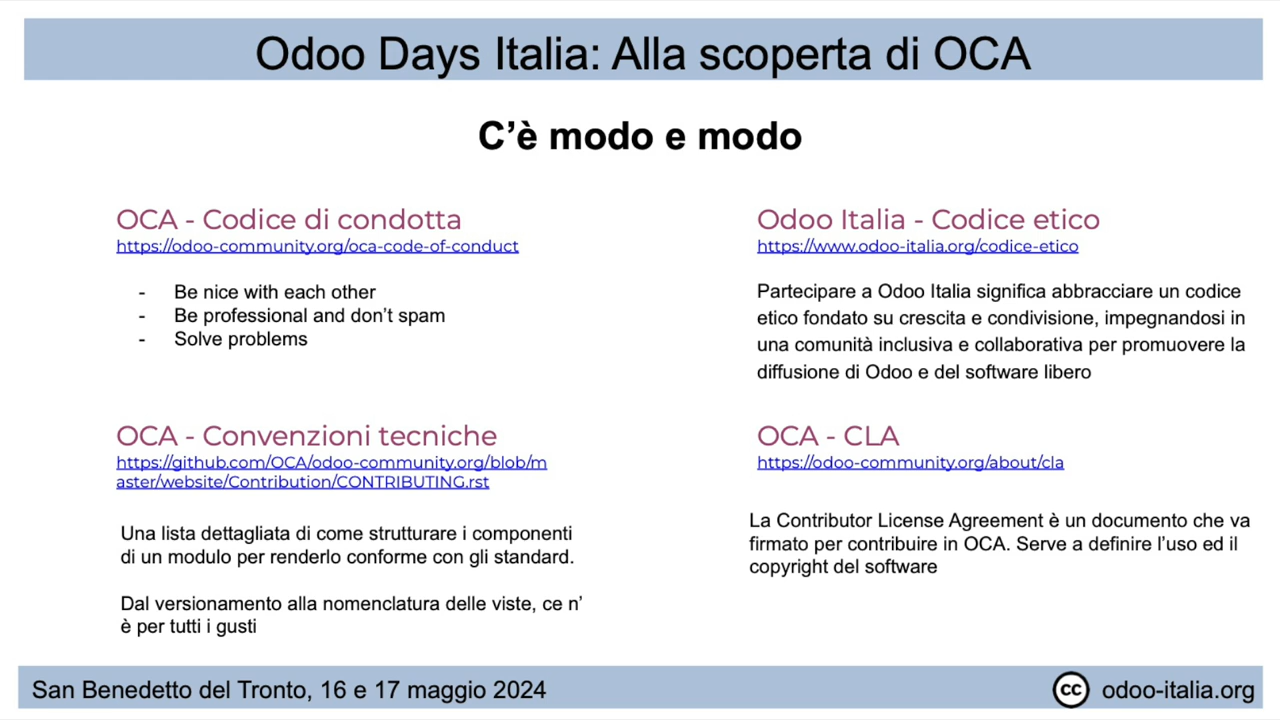 Odoo Days Italia: Alla scoperta di OCA
C’è modo e modo
OCA - Codice di condotta
https://odoo-community.org/oca-code-of-conduct
- Be nice with each other
- Be professional and don’t spam
- Solve problems
Odoo Italia - Codice etico
https://www.odoo-italia.org/codice-etico
Partecipare a Odoo Italia significa abbracciare un codice
etico fondato su crescita e condivisione, impegnandosi in
una comunità inclusiva e collaborativa per promuovere la
diffusione di Odoo e del software libero
OCA - Convenzioni tecniche
https://github.com/OCA/odoo-community.org/blob/m
aster/website/Contribution/CONTRIBUTING.rst
Una lista dettagliata di come strutturare i componenti
di un modulo per renderlo conforme con gli standard.
Dal versionamento alla nomenclatura delle viste, ce n’
è per tutti i gusti
OCA - CLA
https://odoo-community.org/about/cla
La Contributor License Agreement è un documento che va
firmato per contribuire in OCA. Serve a definire l’uso ed il
copyright del software
San Benedetto del Tronto, 16 e 17 maggio 2024
cc odoo-italia.org